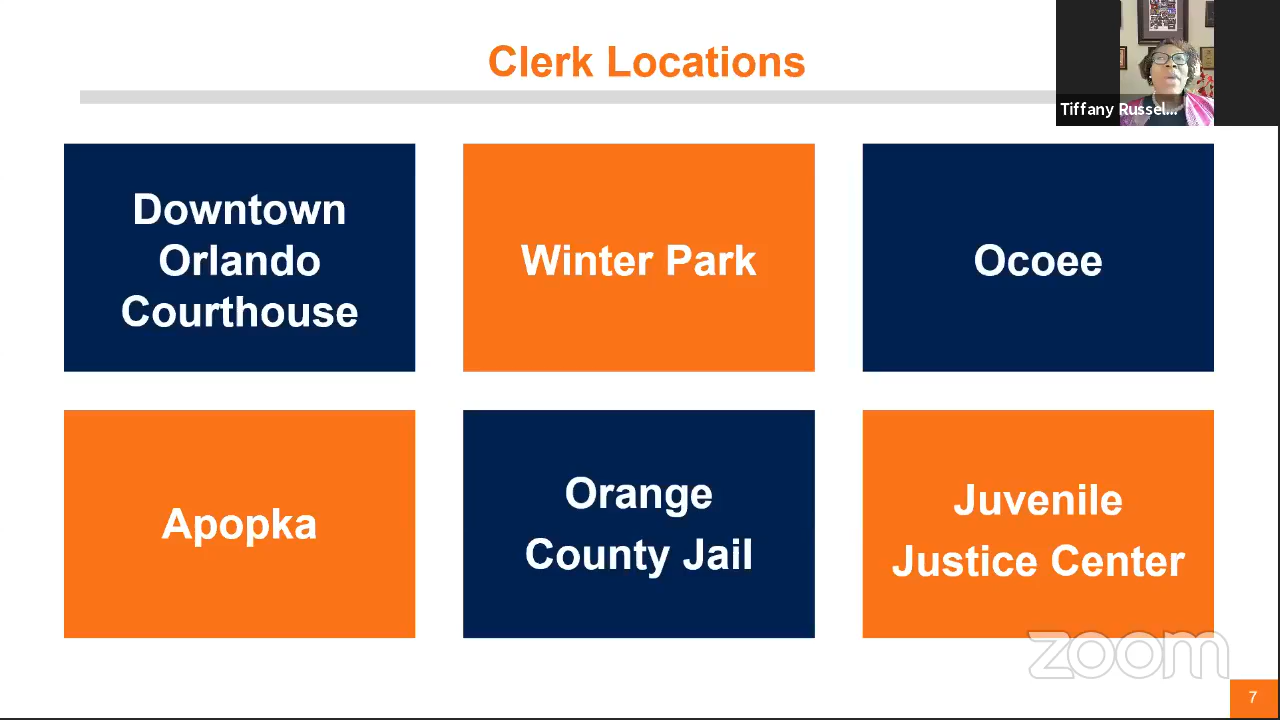 Clerk Locations
Tiffany Russel...
Downtown
Orlando
Courthouse
Winter Park
Ocoee
Apopka
Orange
County Jail
Juvenile
Justice Center
zoom
7